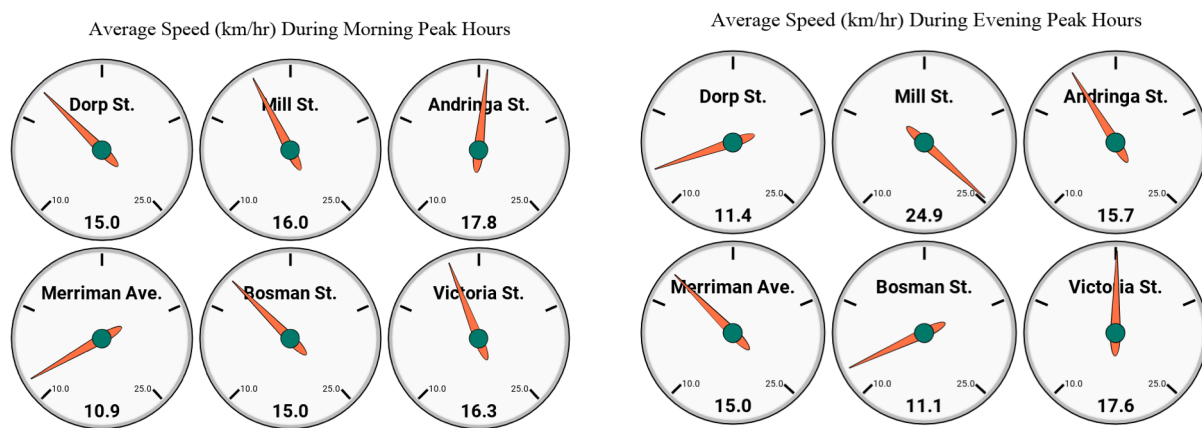 Average Speed (km/hr) During Morning Peak Hours
Dorp St.
10.0
25.0
15.0
Mill St.
10.0
25.0
16.0
Andringa St.
10.0
25.0
17.8
Merriman Ave.
10.0
25.0
10.9
Bosman St.
10.0
25.0
15.0
Victoria St.
10.0
25.0
16.3
Average Speed (km/hr) During Evening Peak Hours
Dorp St.
10.0
25.0
11.4
Mill St.
10.0
25.0
24.9
Andringa St.
10.0
25.0
15.7
Merriman Ave.
10.0
25.0
15.0
Bosman St.
10.0
25.0
11.1
Victoria St.
10.0
25.0
17.6